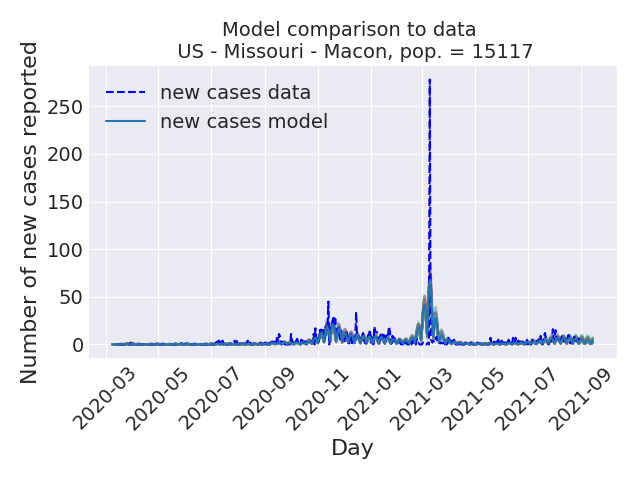 Model comparison to data
US - Missouri - Macon, pop. = 15117
Number of new cases reported
250
200
150
100
50
0
new cases data
new cases model
2020-03
2020-05
2020-07
2020-09
2020-11
2021-01
2021-03
2021-05
2021-07
2021-09
Day